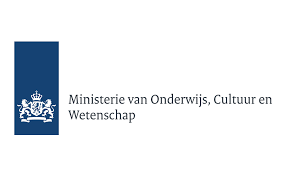 Ministerie van Onderwijs, Cultuur en
Wetenschap